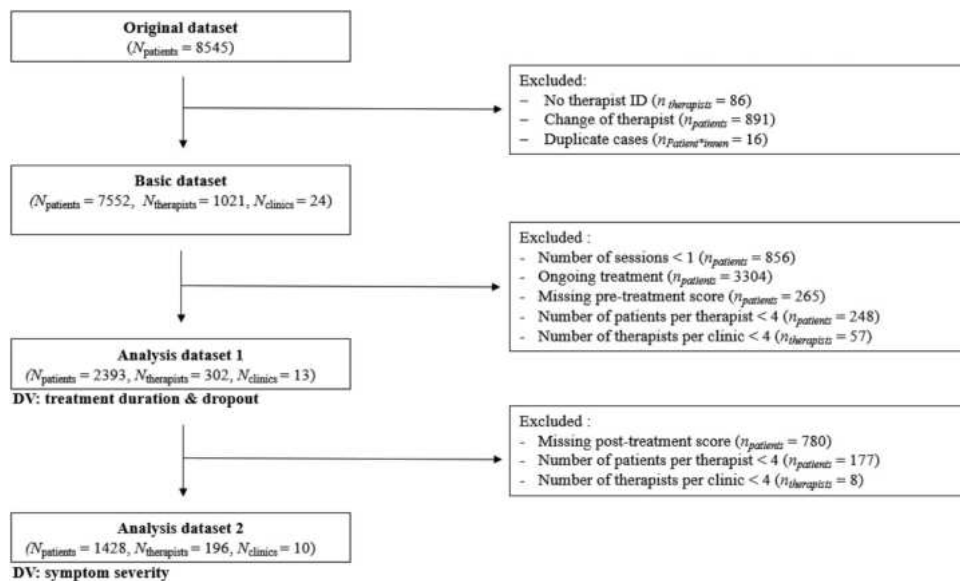 Original dataset
(Npatients = 8545)
Excluded:
– No therapist ID (n therapists = 86)
– Change of therapist (npatients = 891)
– Duplicate cases (nPatient*innen = 16)
Basic dataset
(Npatients = 7552, Ntherapists = 1021, Nclinics = 24)
Excluded :
- Number of sessions < 1 (npatients = 856)
- Ongoing treatment (npatients = 3304)
- Missing pre-treatment score (npatients = 265)
- Number of patients per therapist < 4 (npatients = 248)
- Number of therapists per clinic < 4 (ntherapists = 57)
Analysis dataset 1
(Npatients = 2393, Ntherapists = 302, Nclinics = 13)
DV: treatment duration & dropout
Excluded :
- Missing post-treatment score (npatients = 780)
- Number of patients per therapist < 4 (npatients = 177)
- Number of therapists per clinic < 4 (ntherapists = 8)
Analysis dataset 2
(Npatients = 1428, Ntherapists = 196, Nclinics = 10)
DV: symptom severity